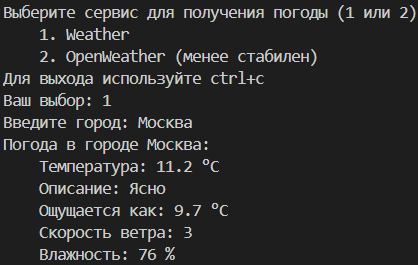 Выберите сервис для получения погоды (1 или 2)
1. Weather
2. OpenWeather (менее стабилен)
Для выхода используйте ctrl+c
Ваш выбор: 1
Введите город: Москва
Погода в городе Москва:
Температура: 11.2 °C
Описание: Ясно
Ощущается как: 9.7 °C
Скорость ветра: 3
Влажность: 76 %